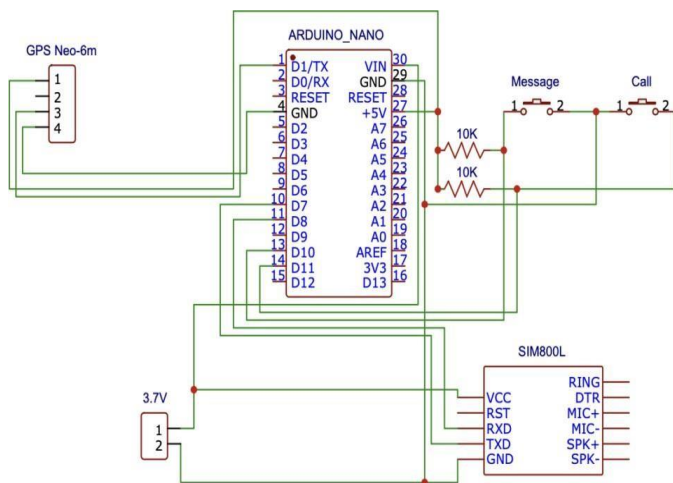 ARDUINO_NANO
GPS Neo-6m
1
2
3
4
1 D1/TX VIN 30
2 D0/RX GND 29
3 RESET RESET 28
4 GND +5V 27
5 D2 A7 26
6 D3 A6 25
7 D4 A5 24
8 D5 A4 23
9 D6 A3 22
10 D7 A2 21
11 D8 A1 20
12 D9 A0 19
13 D10 AREF 18
14 D11 3V3 17
15 D12 D13 16
Message
1 2
Call
1 2
10K
10K
3.7V
1
2
SIM800L
RING
VCC DTR
RST MIC+
RXD MIC-
TXD SPK+
GND SPK-